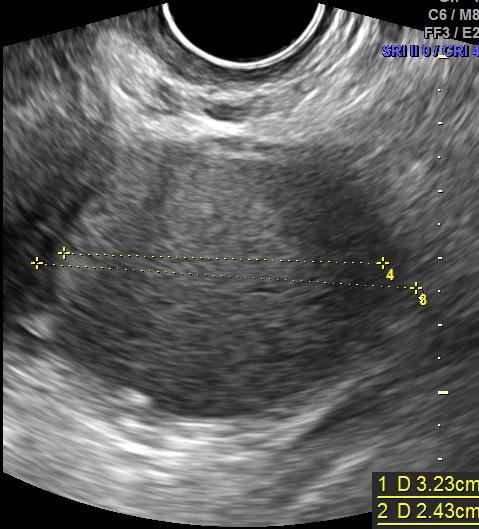 C6 / M8
FF3 / E2
SRI II 0 / CRI 4
4
3
1 D 3.23cm
2 D 2.43cm